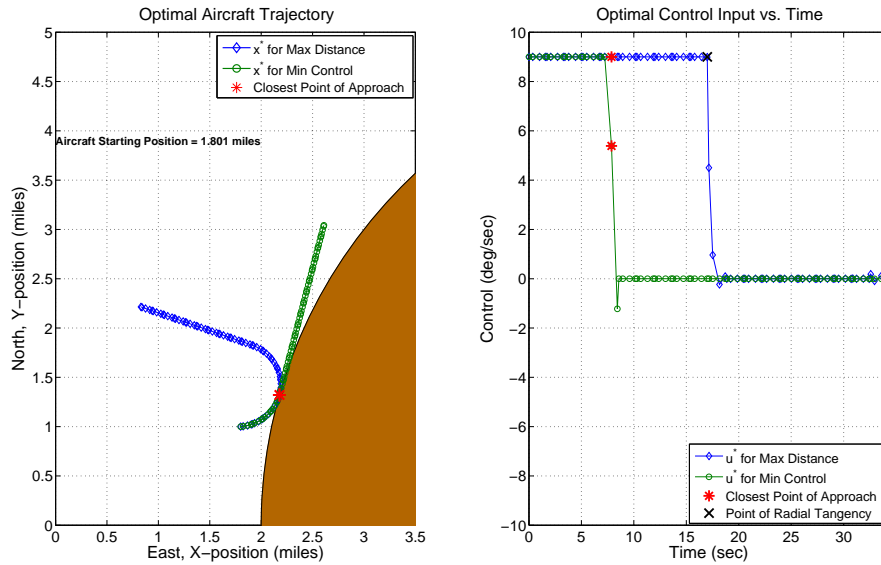 Optimal Aircraft Trajectory
5
4.5
4
3.5
3
2.5
2
1.5
1
0.5
0
North, Y-position (miles)
x* for Max Distance
x* for Min Control
Closest Point of Approach
Aircraft Starting Position = 1.801 miles
0 0.5 1 1.5 2 2.5 3 3.5
East, X-position (miles)
Optimal Control Input vs. Time
10
8
6
4
2
0
−2
−4
−6
−8
−10
Control (deg/sec)
u* for Max Distance
u* for Min Control
Closest Point of Approach
Point of Radial Tangency
0 5 10 15 20 25 30
Time (sec)